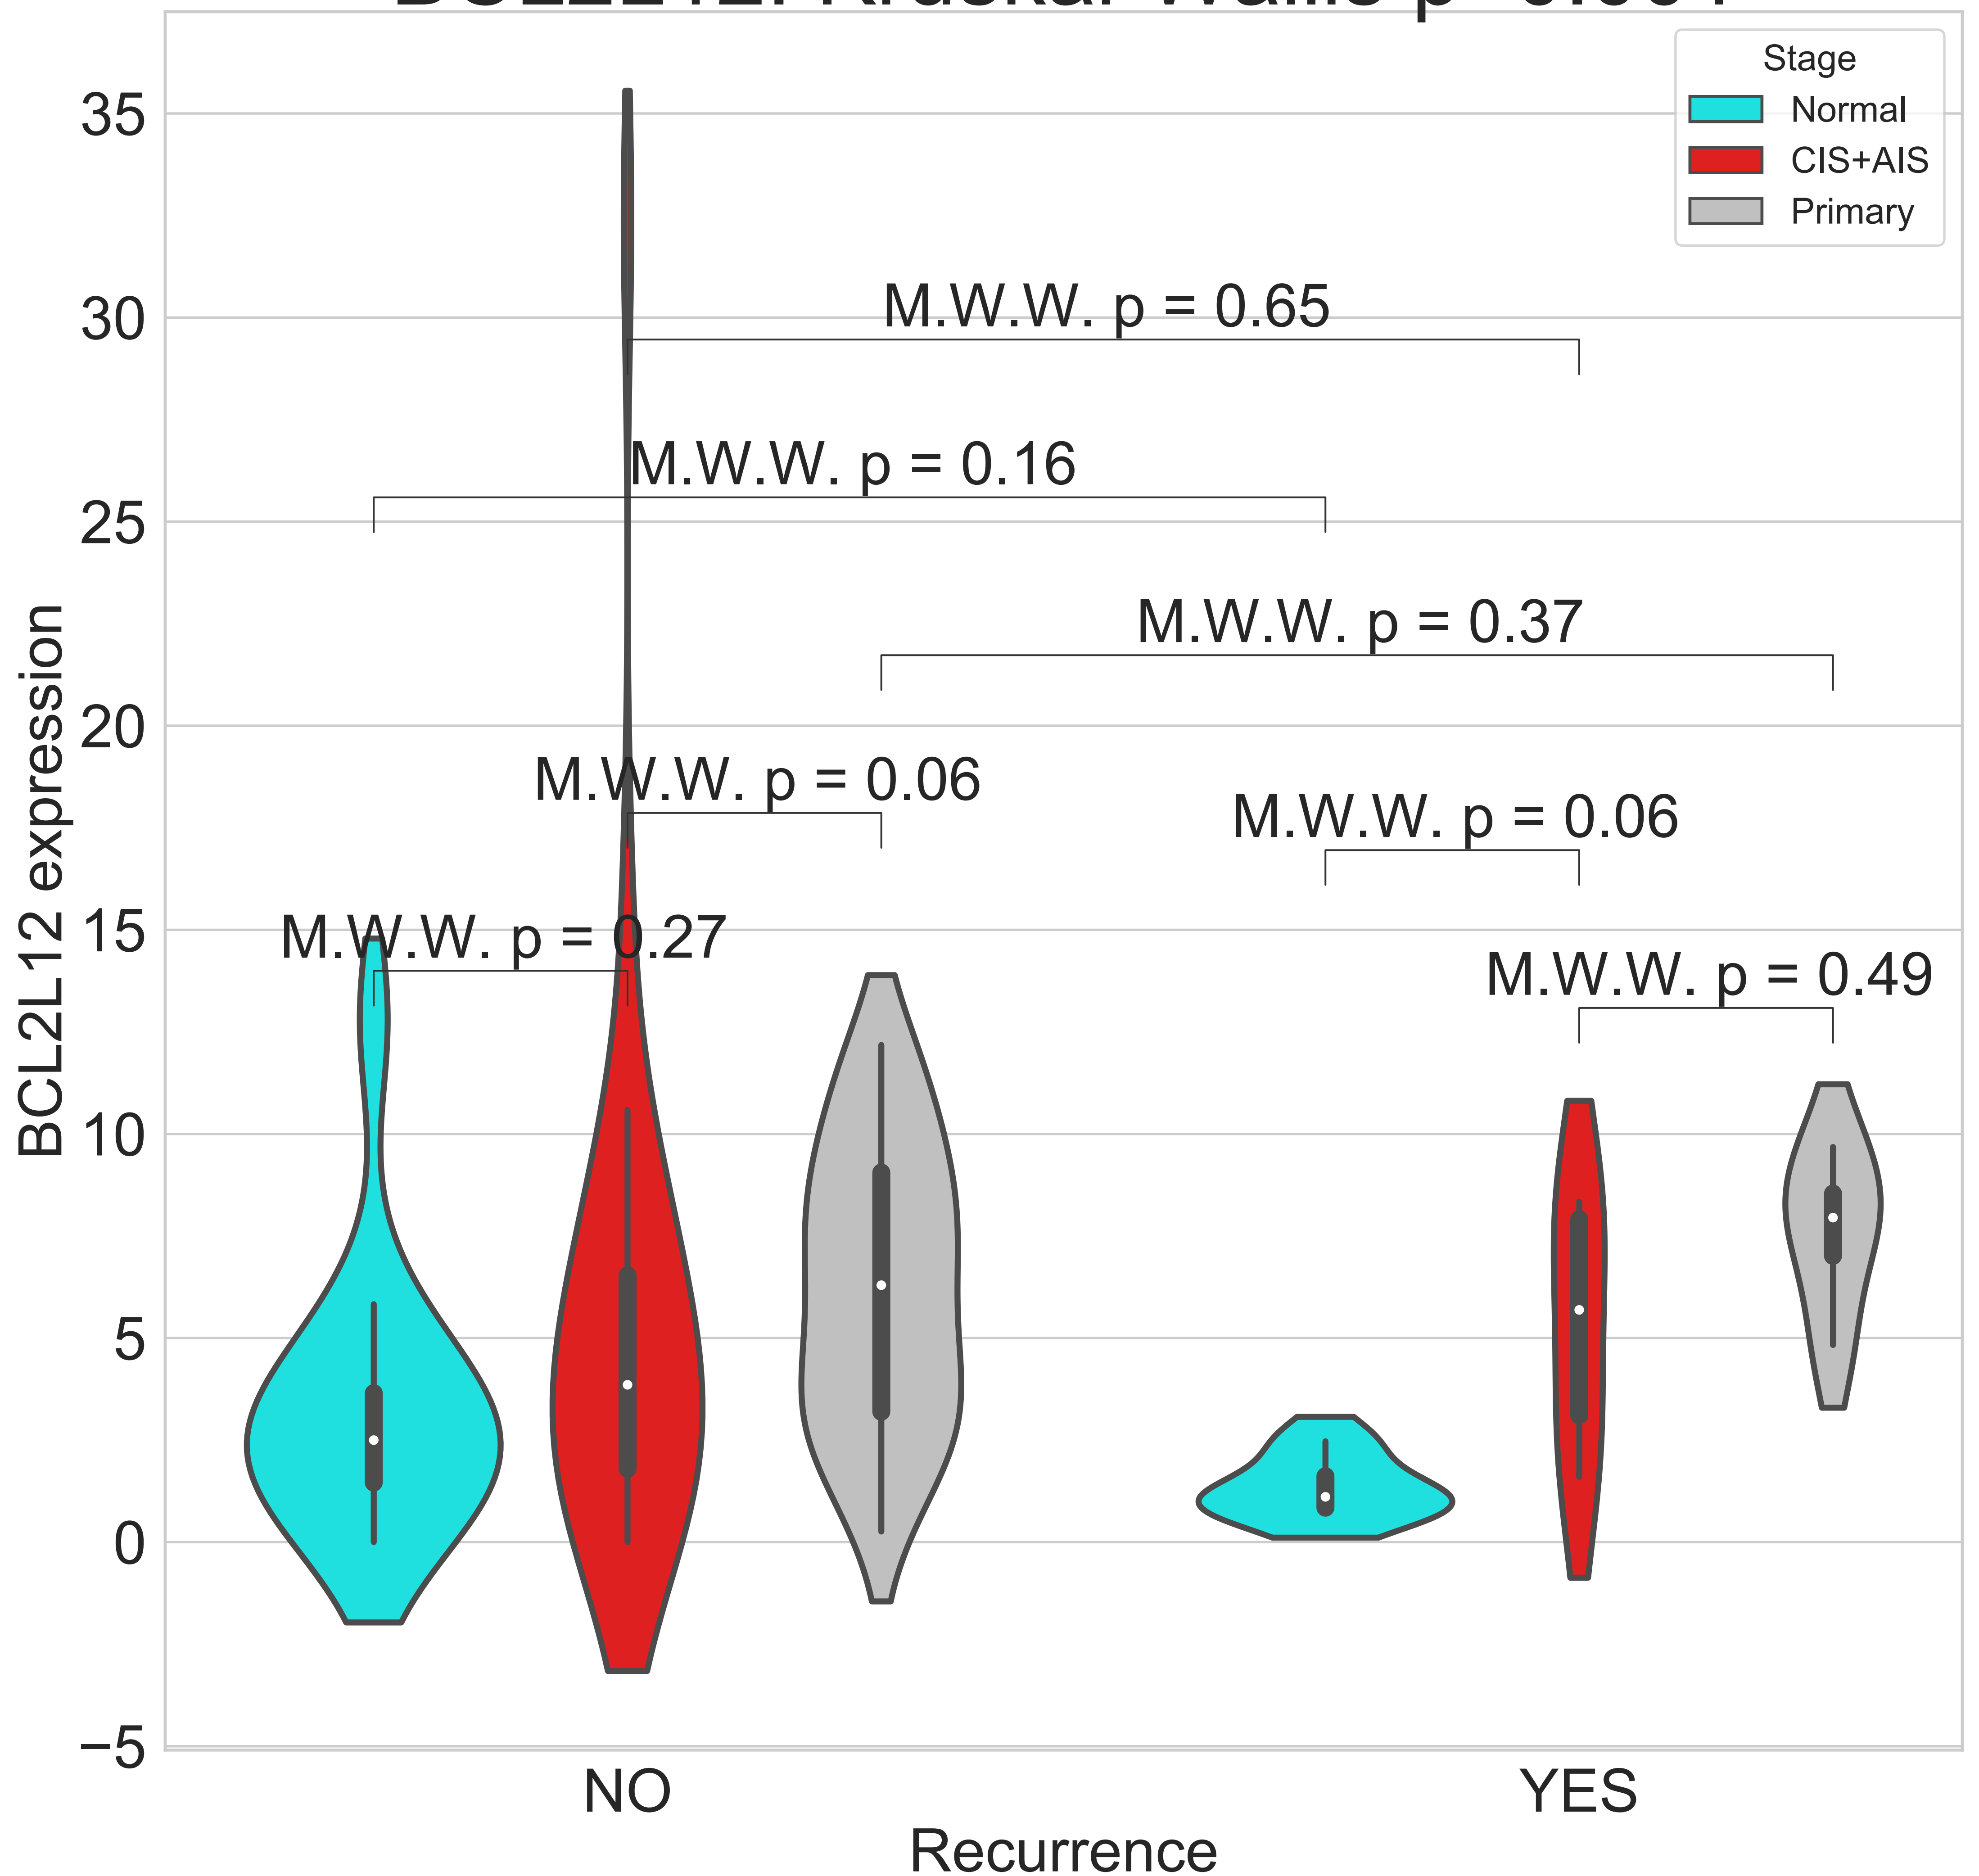 Stage
Normal
CIS+AIS
Primary
35
30
25
20
15
10
5
0
−5
BCL2L12 expression
M.W.W. p = 0.65
M.W.W. p = 0.16
M.W.W. p = 0.37
M.W.W. p = 0.06
M.W.W. p = 0.06
M.W.W. p = 0.27
M.W.W. p = 0.49
NO
YES
Recurrence